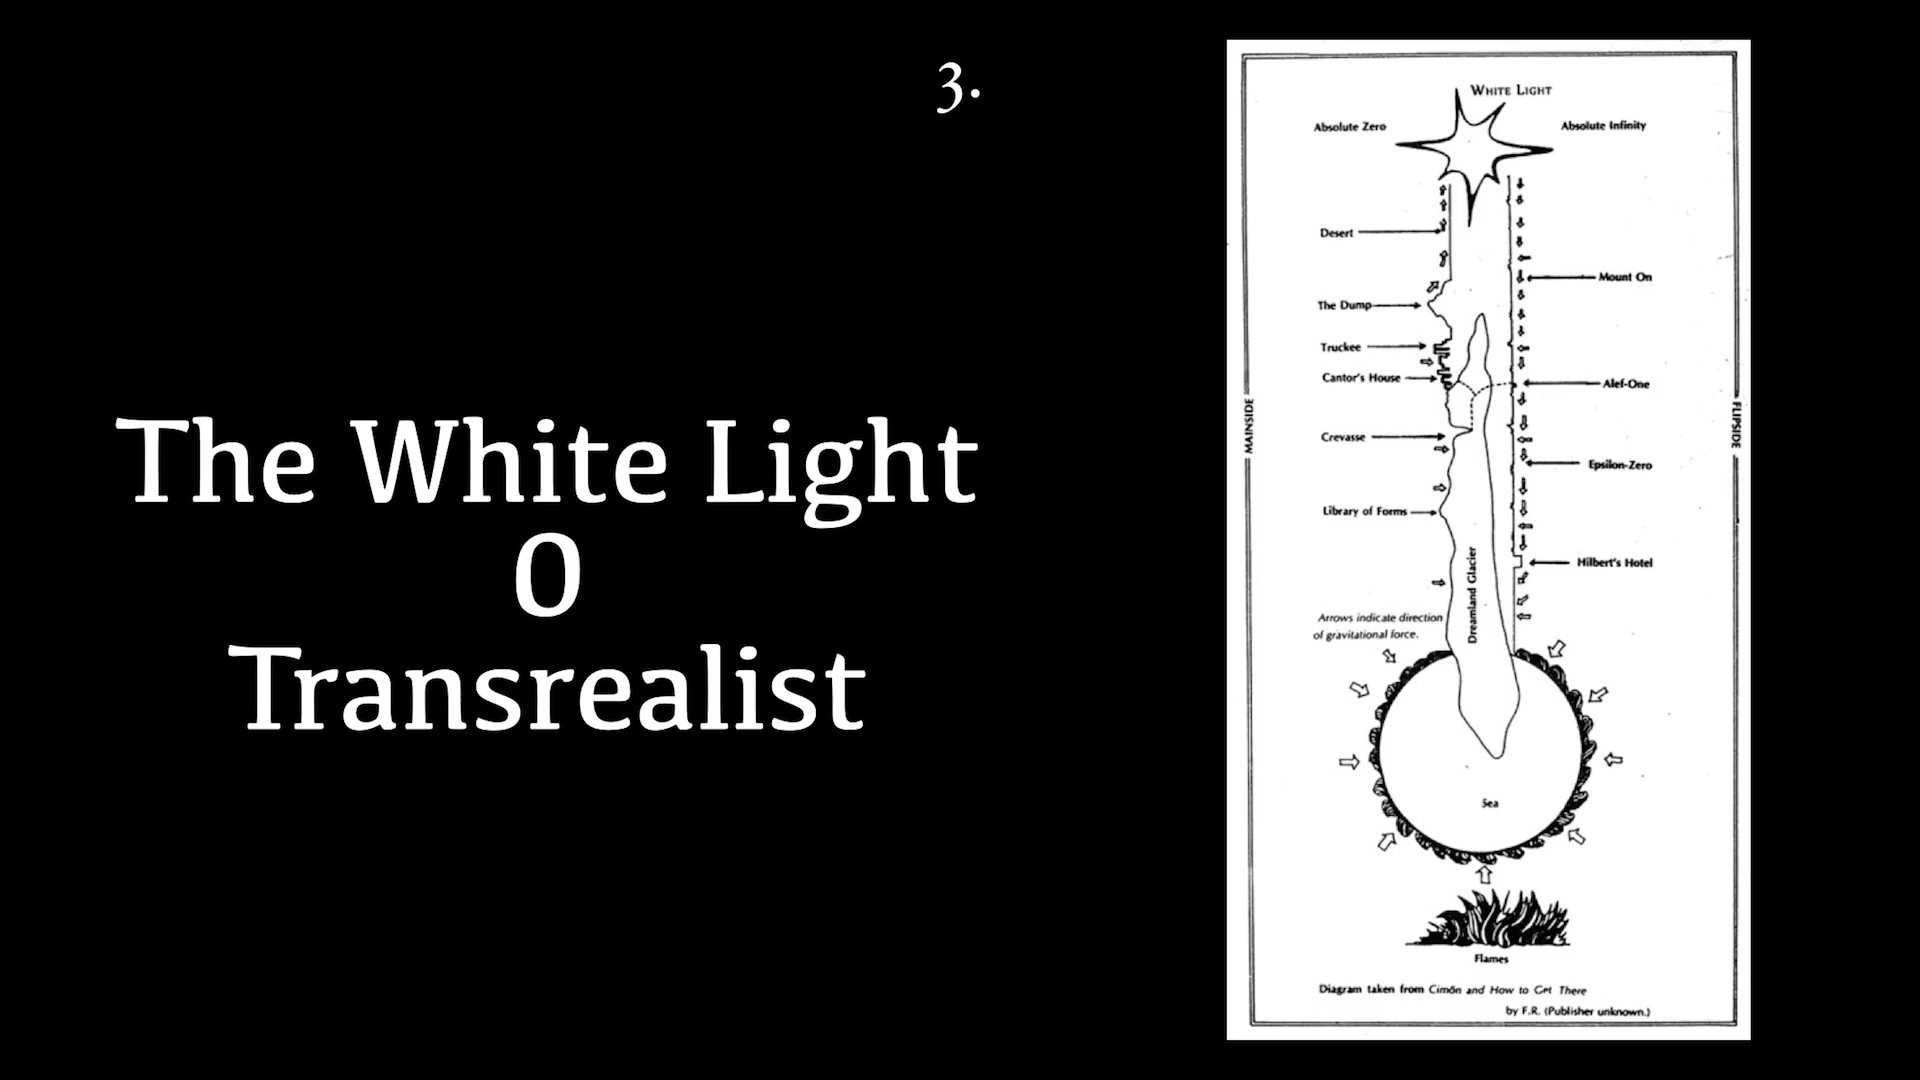 3.
The White Light
0
Transrealist
WHITE LIGHT
Absolute Zero
Absolute Infinity
Desert
Mount On
The Dump
Truckee
Cantor's House
Alef-One
MAINSIDE
FLIPSIDE
Crevasse
Epsilon-Zero
Library of Forms
Hilbert's Hotel
Dreamland Glacier
Arrows indicate direction
of gravitational force.
Sea
Flames
Diagram taken from Cimön and How to Get There
by F.R. (Publisher unknown.)